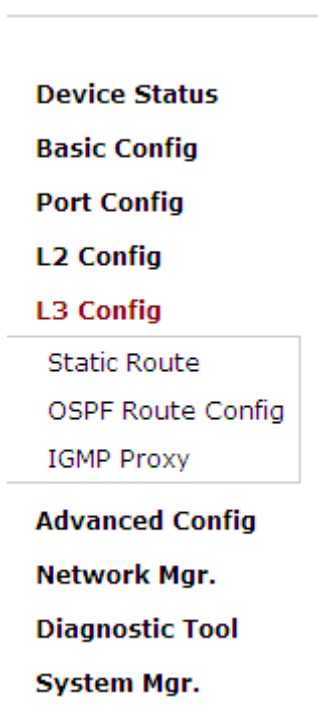 Device Status
Basic Config
Port Config
L2 Config
L3 Config
Static Route
OSPF Route Config
IGMP Proxy
Advanced Config
Network Mgr.
Diagnostic Tool
System Mgr.